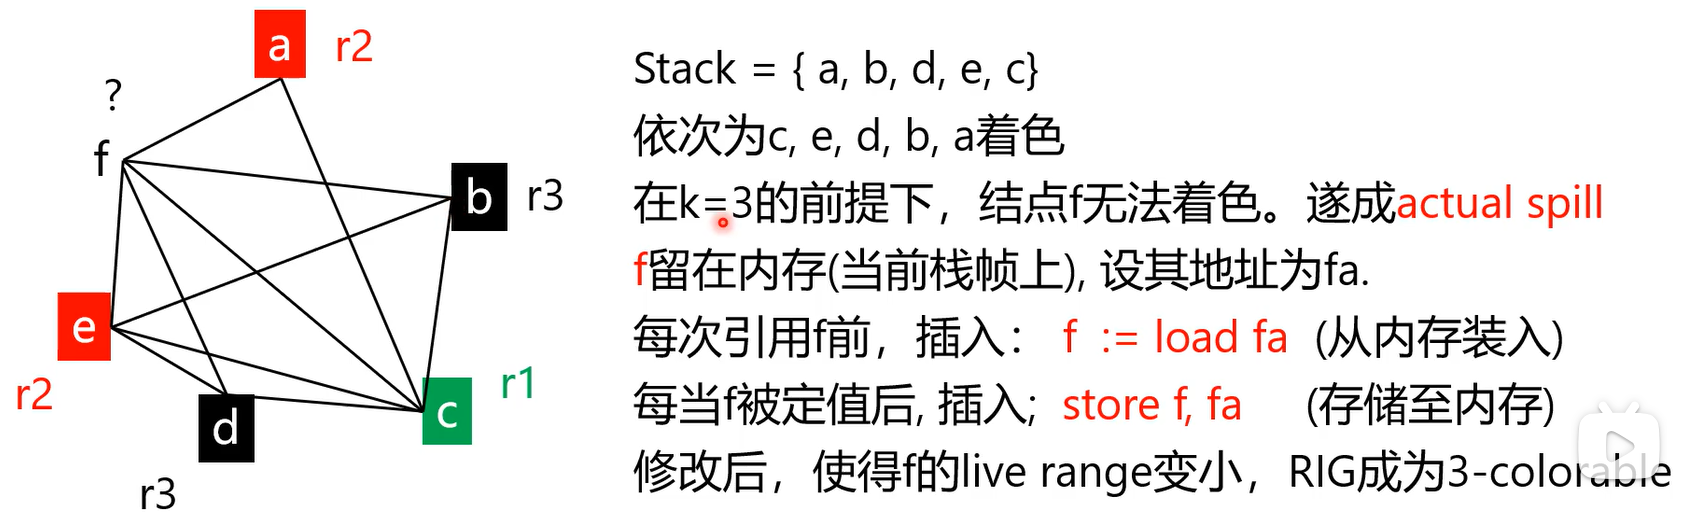 a r2
?
f
b r3
e
r2
d
r3
c r1
Stack = { a, b, d, e, c}
依次为c, e, d, b, a着色
在k=3的前提下，结点f无法着色。遂成actual spill
f留在内存(当前栈帧上), 设其地址为fa.
每次引用f前，插入： f := load fa (从内存装入)
每当f被定值后, 插入; store f, fa (存储至内存)
修改后，使得f的live range变小，RIG成为3-colorable